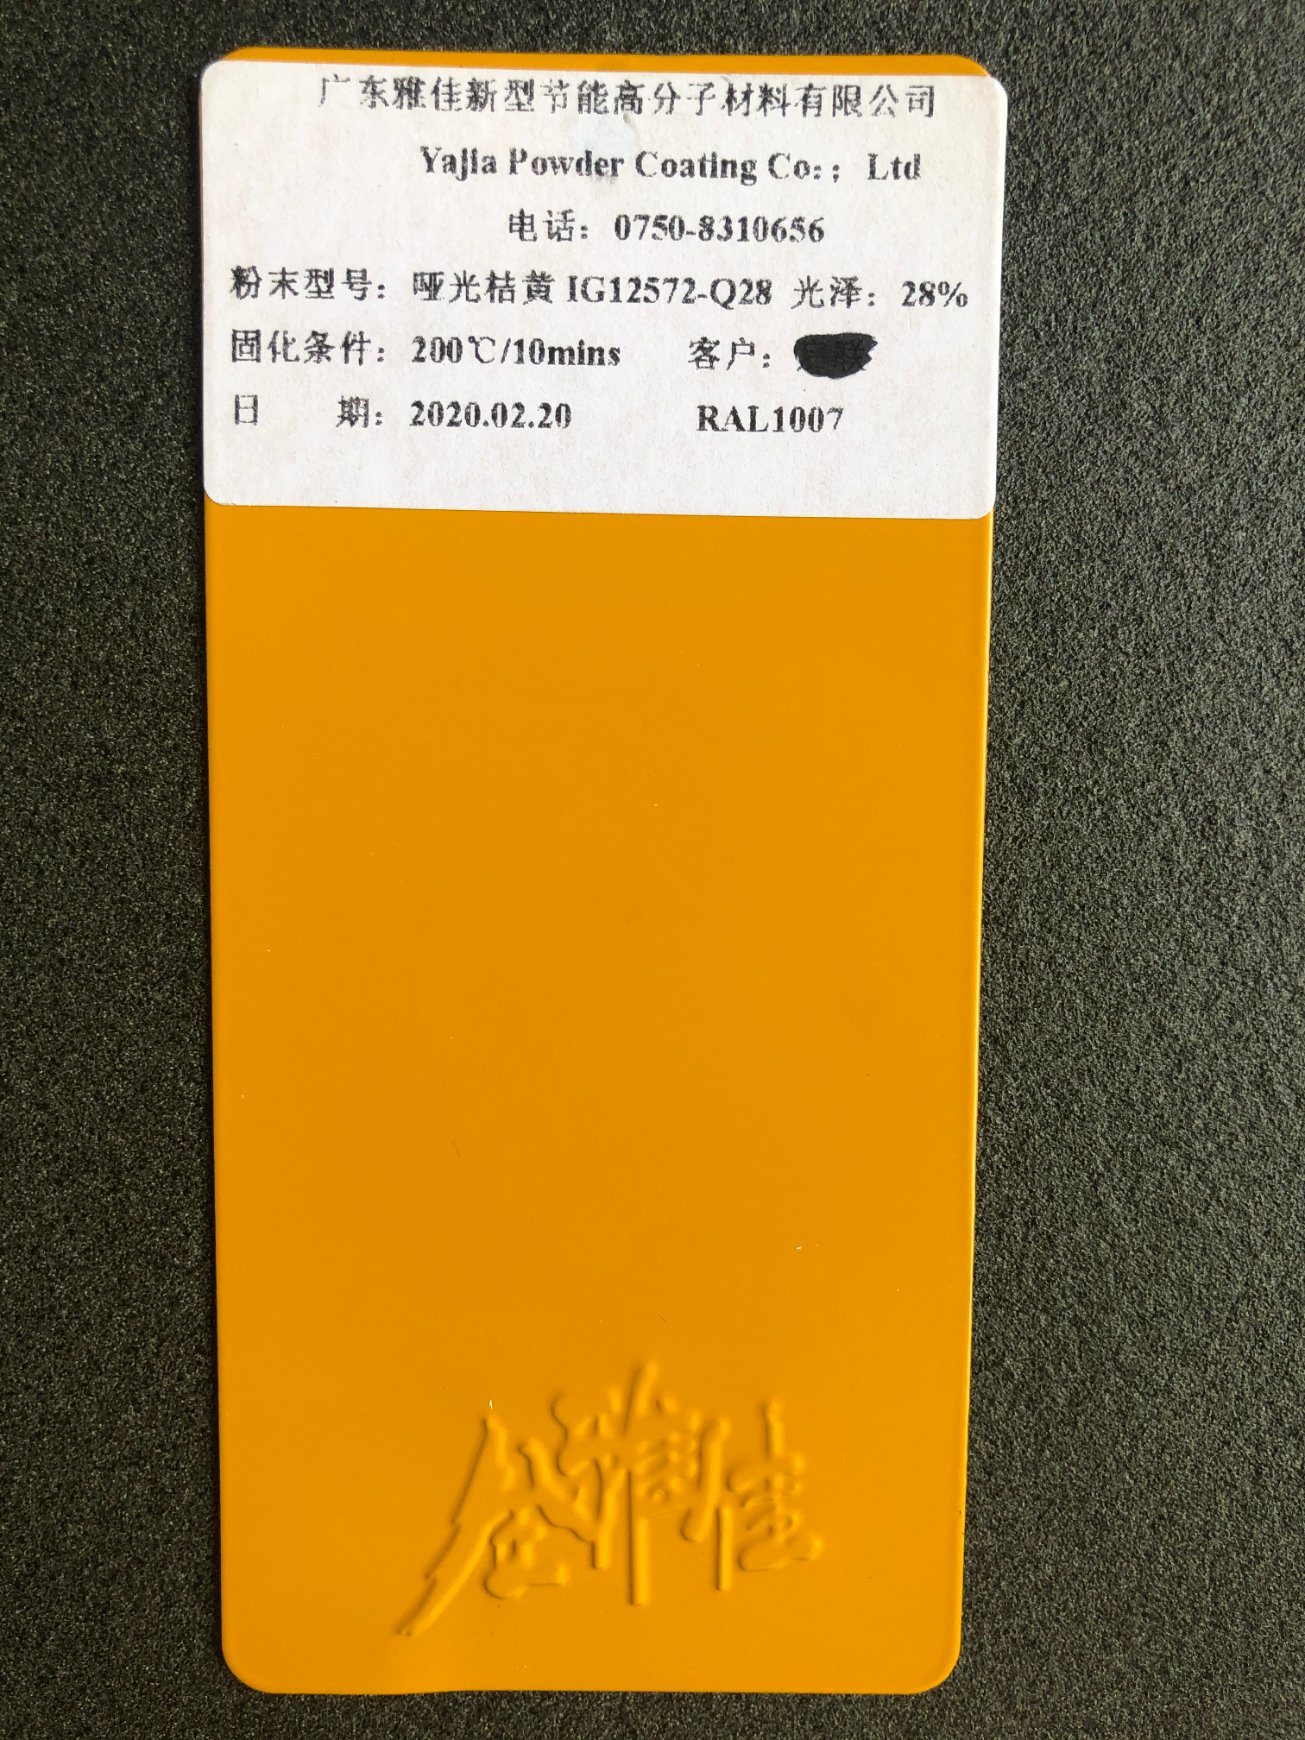 广东雅佳新型节能高分子材料有限公司
Yajia Powder Coating Co:; Ltd
电话：0750-8310656
粉末型号：哑光桔黄 IG12572-Q28 光泽：28%
固化条件：200℃/10mins 客户：
日 期：2020.02.20 RAL1007
雅佳